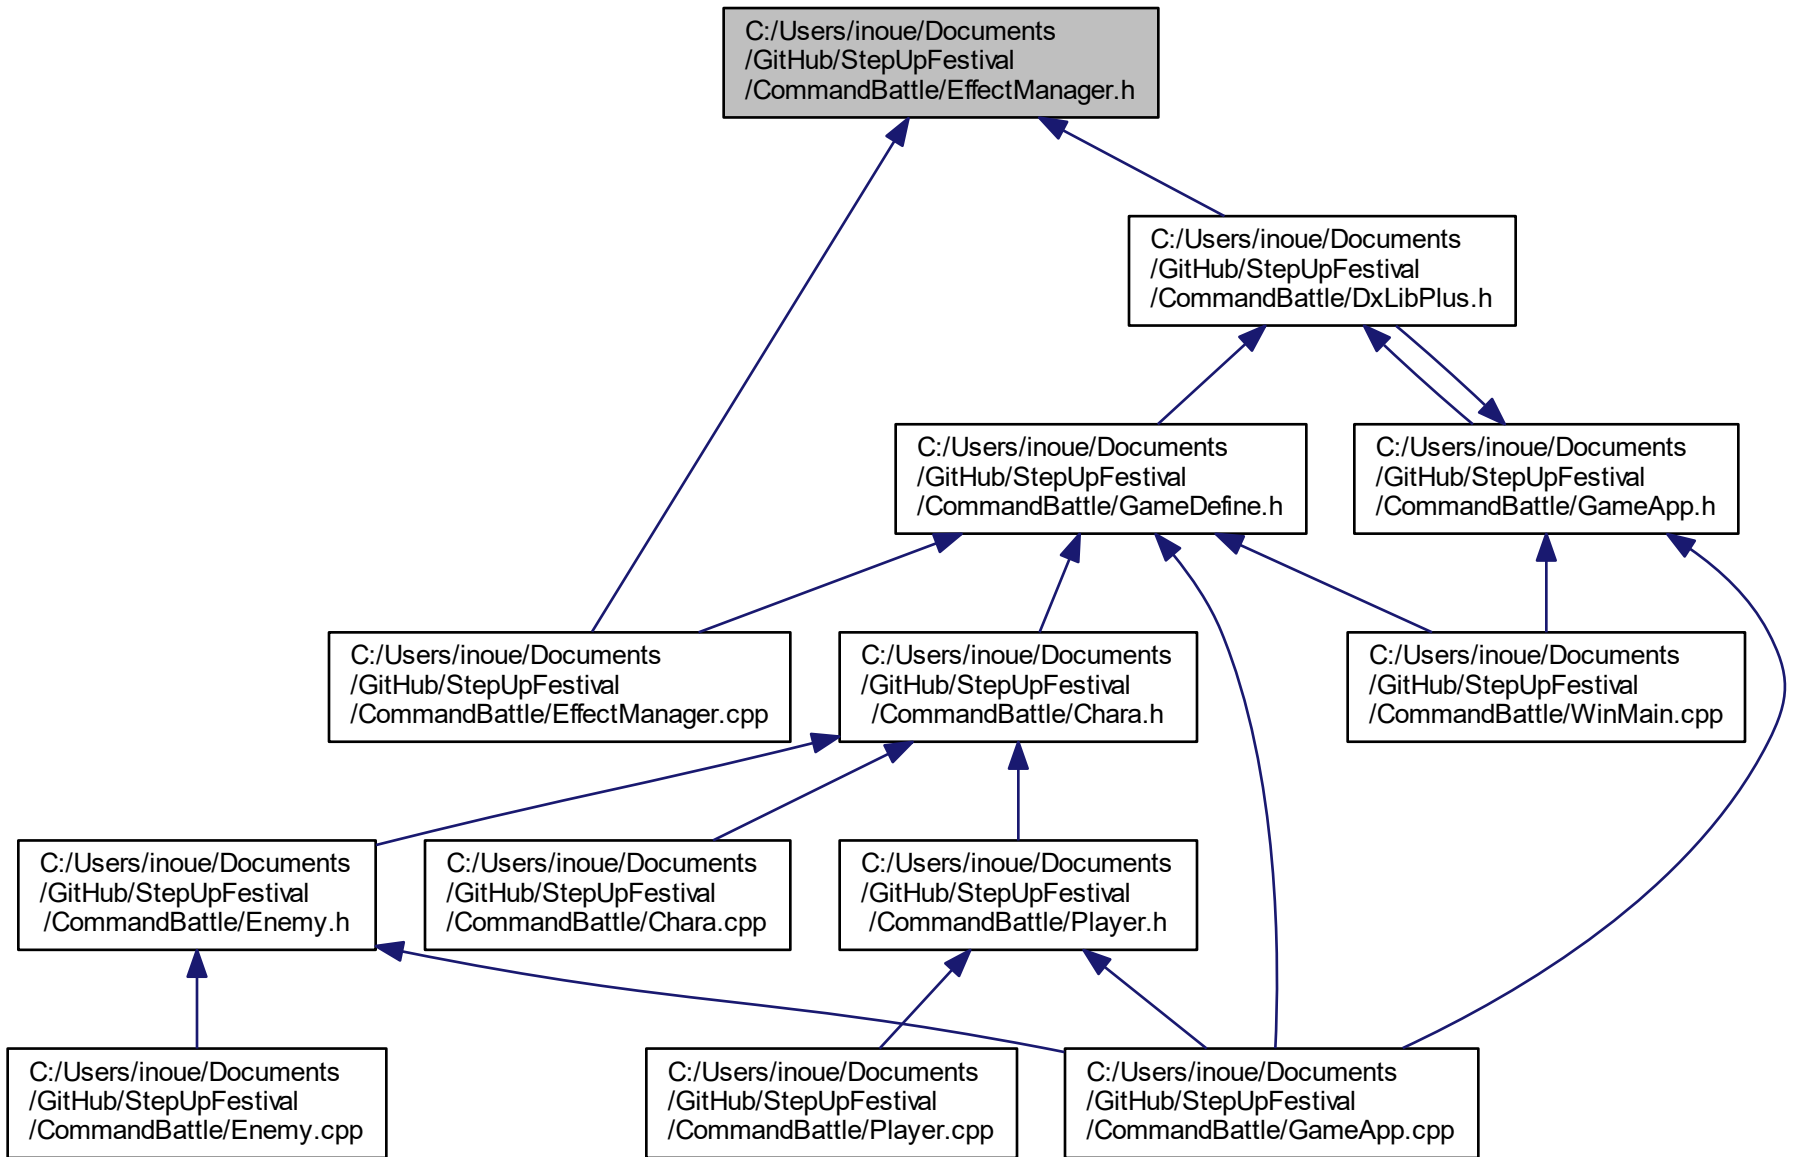 C:/Users/inoue/Documents
/GitHub/StepUpFestival
/CommandBattle/EffectManager.h
C:/Users/inoue/Documents
/GitHub/StepUpFestival
/CommandBattle/DxLibPlus.h
C:/Users/inoue/Documents
/GitHub/StepUpFestival
/CommandBattle/GameDefine.h
C:/Users/inoue/Documents
/GitHub/StepUpFestival
/CommandBattle/GameApp.h
C:/Users/inoue/Documents
/GitHub/StepUpFestival
/CommandBattle/EffectManager.cpp
C:/Users/inoue/Documents
/GitHub/StepUpFestival
/CommandBattle/Chara.h
C:/Users/inoue/Documents
/GitHub/StepUpFestival
/CommandBattle/WinMain.cpp
C:/Users/inoue/Documents
/GitHub/StepUpFestival
/CommandBattle/Enemy.h
C:/Users/inoue/Documents
/GitHub/StepUpFestival
/CommandBattle/Chara.cpp
C:/Users/inoue/Documents
/GitHub/StepUpFestival
/CommandBattle/Player.h
C:/Users/inoue/Documents
/GitHub/StepUpFestival
/CommandBattle/Enemy.cpp
C:/Users/inoue/Documents
/GitHub/StepUpFestival
/CommandBattle/Player.cpp
C:/Users/inoue/Documents
/GitHub/StepUpFestival
/CommandBattle/GameApp.cpp